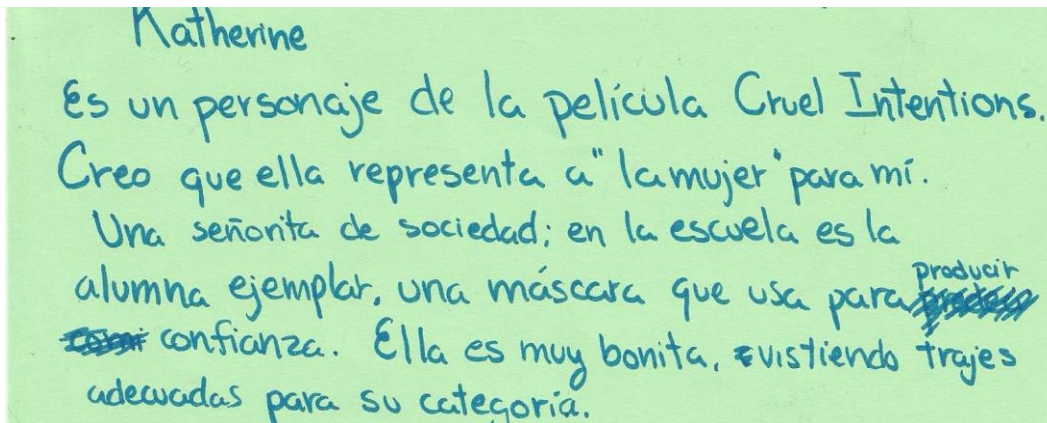 Katherine
Es un personaje de la película Cruel Intentions.
Creo que ella representa a "la mujer" para mí.
Una señorita de sociedad; en la escuela es la
alumna ejemplar, una máscara que usa para producir
confianza. Ella es muy bonita, vistiendo trajes
adecuadas para su categoría.